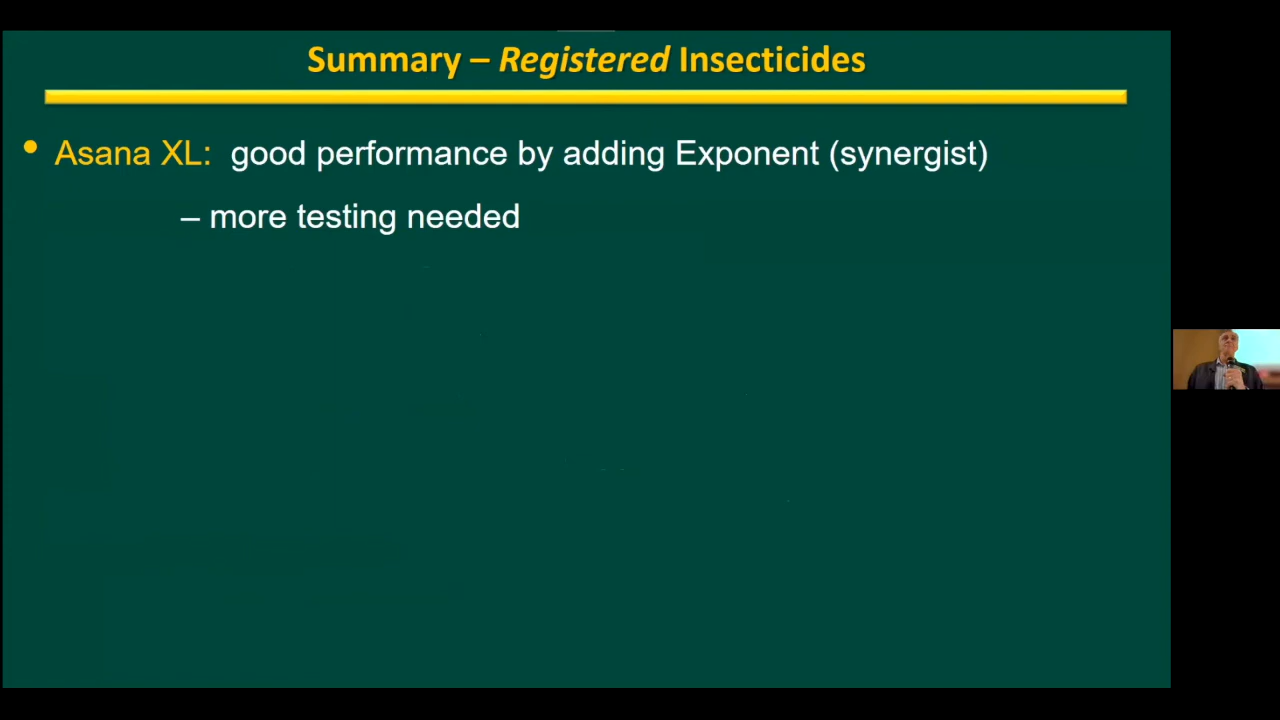 Summary – Registered Insecticides
• Asana XL: good performance by adding Exponent (synergist)
– more testing needed